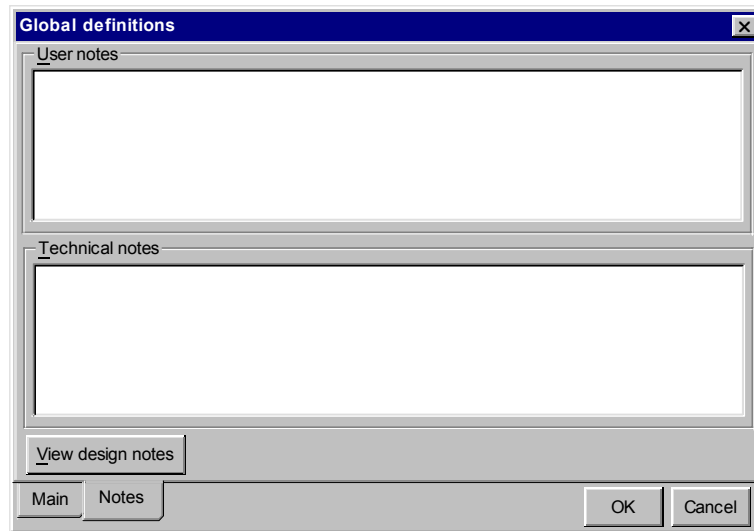 Global definitions
User notes
Technical notes
View design notes
Main
Notes
OK
Cancel